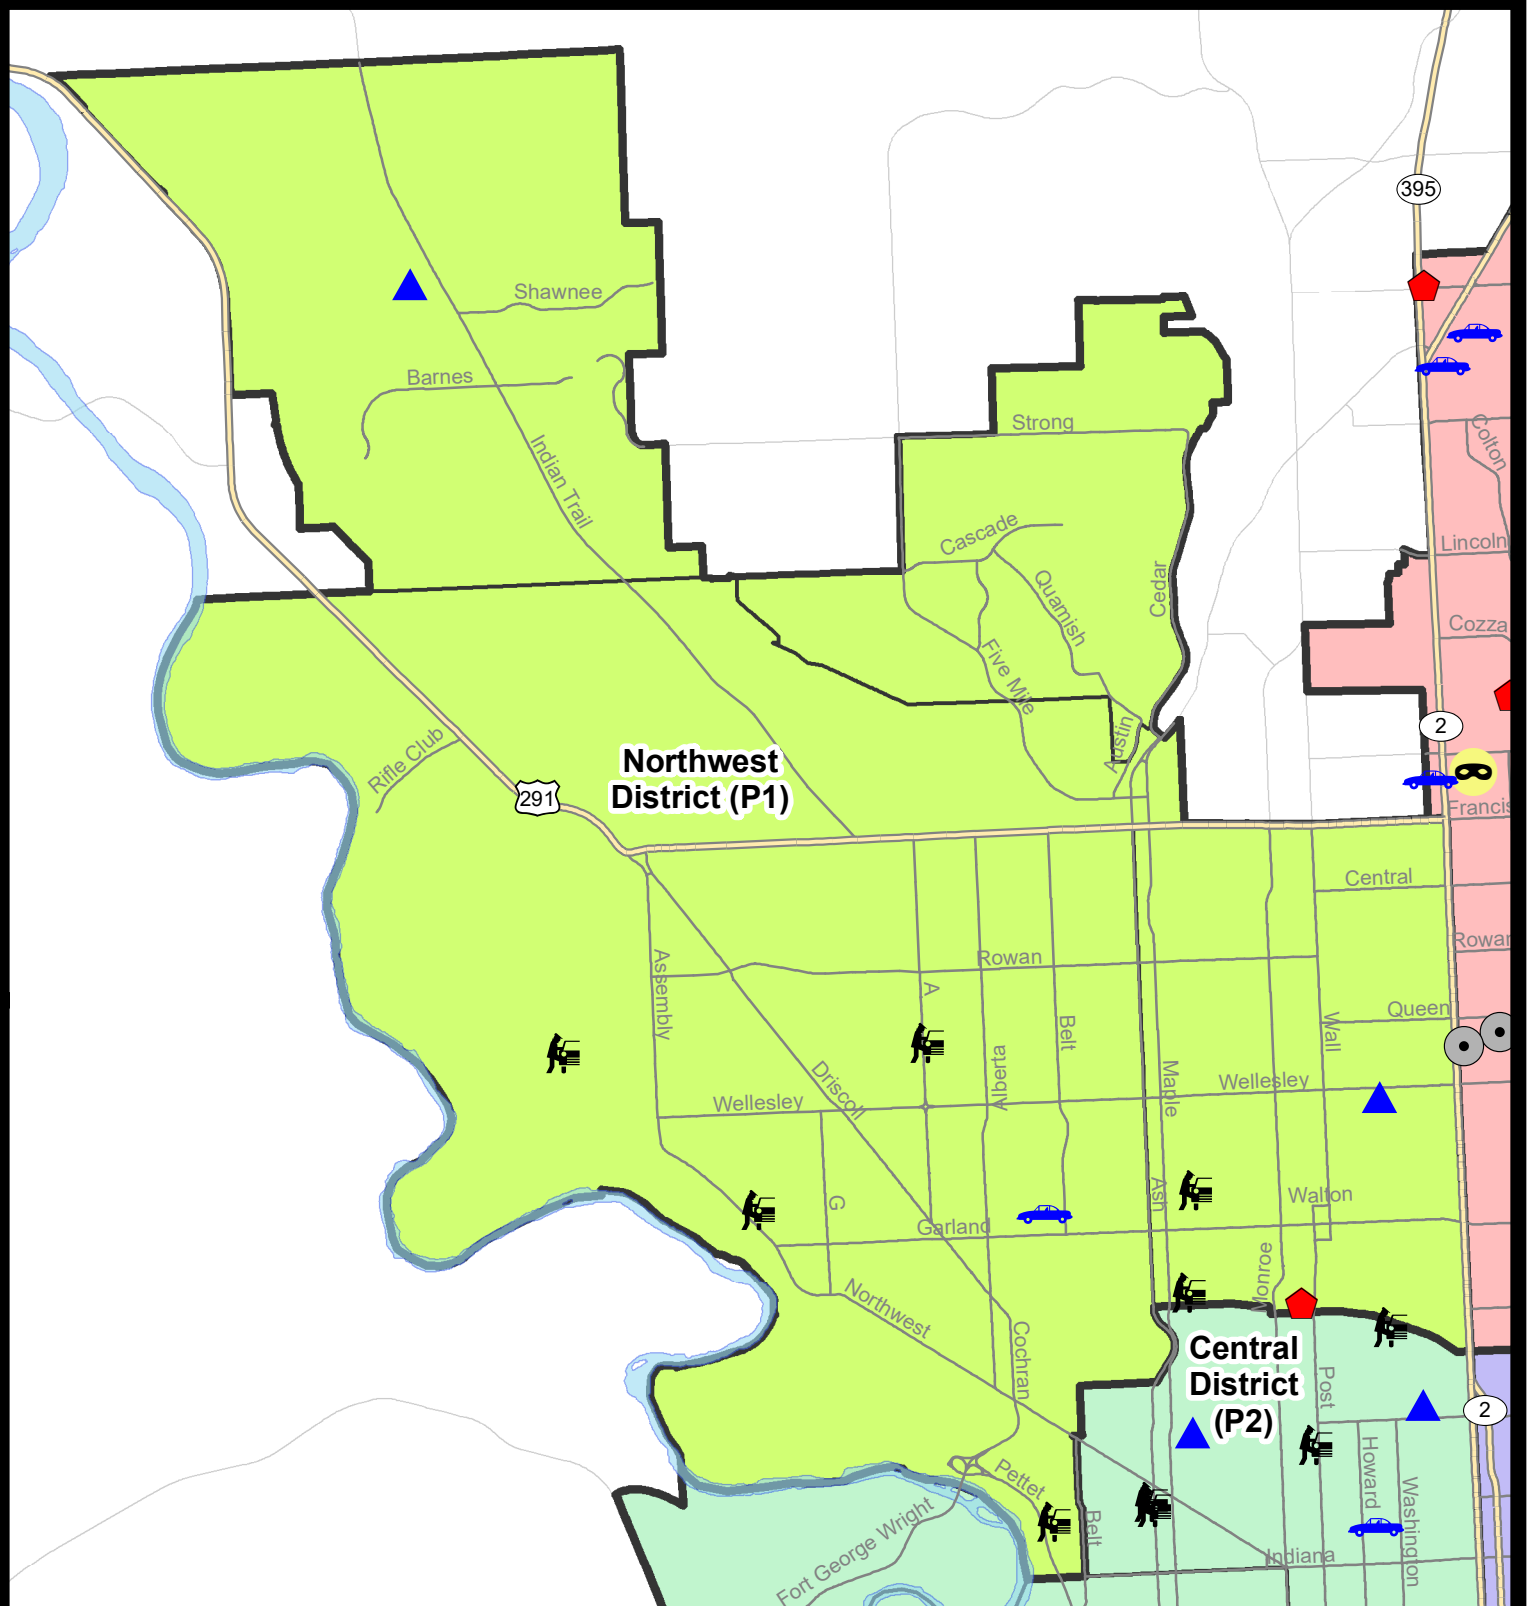 395
Shawnee
Barnes
Indian Trail
Strong
Colton
Cascade
Lincoln
Quamish
Cedar
Cozza
Five Mile
Austin
2
Rifle Club
Northwest
District (P1)
291
Francis
Central
Rowan
Rowan
Assembly
A
Queen
Belt
Wall
Alberta
Driscoll
Maple
Wellesley
Wellesley
Ash
Walton
G
Garland
Monroe
Northwest
Cochran
Central
District
(P2)
Post
2
Howard
Washington
Pettet
Belt
Fort George Wright
Indiana